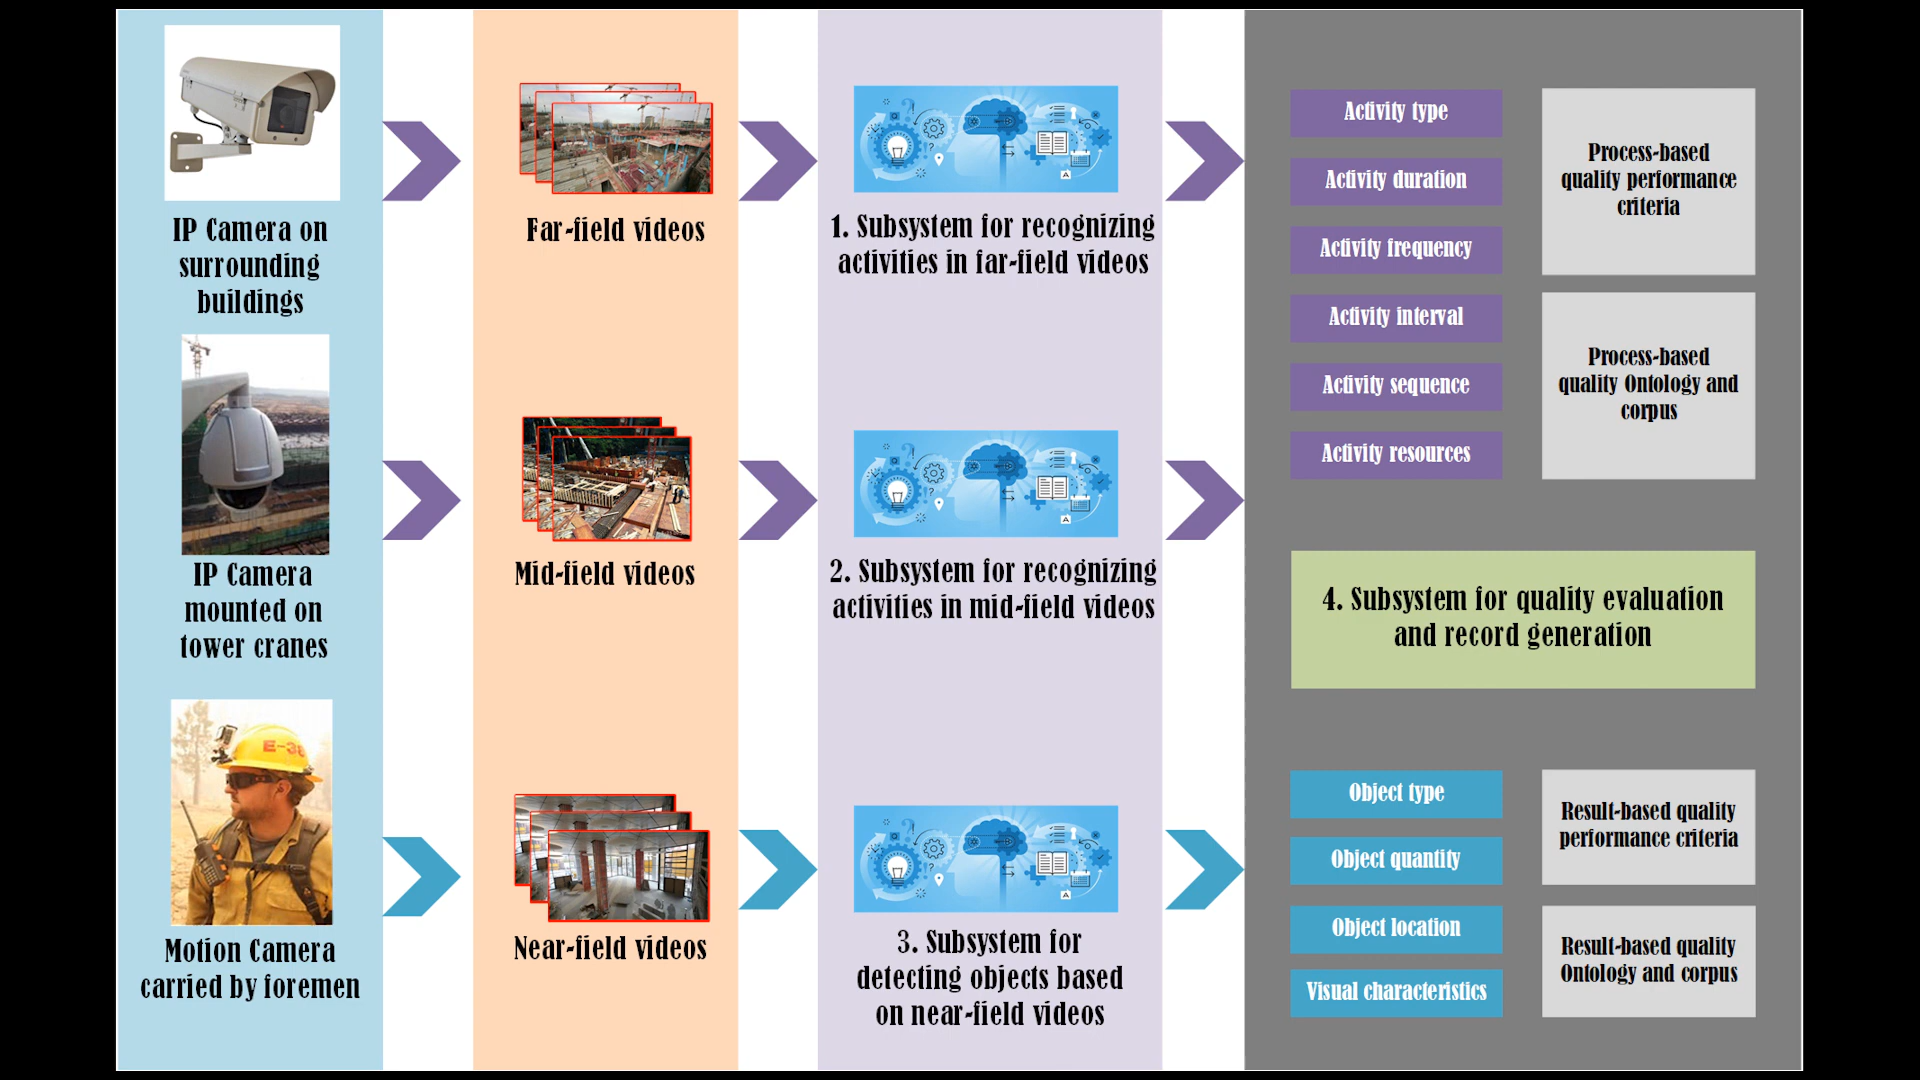 IP Camera on
surrounding
buildings
IP Camera
mounted on
tower cranes
E-38
Motion Camera
carried by foremen
Far-field videos
Mid-field videos
Near-field videos
1. Subsystem for recognizing
activities in far-field videos
2. Subsystem for recognizing
activities in mid-field videos
3. Subsystem for
detecting objects based
on near-field videos
Activity type
Activity duration
Activity frequency
Activity interval
Activity sequence
Activity resources
Process-based
quality performance
criteria
Process-based
quality Ontology and
corpus
4. Subsystem for quality evaluation
and record generation
Object type
Object quantity
Object location
Visual characteristics
Result-based quality
performance criteria
Result-based quality
Ontology and corpus